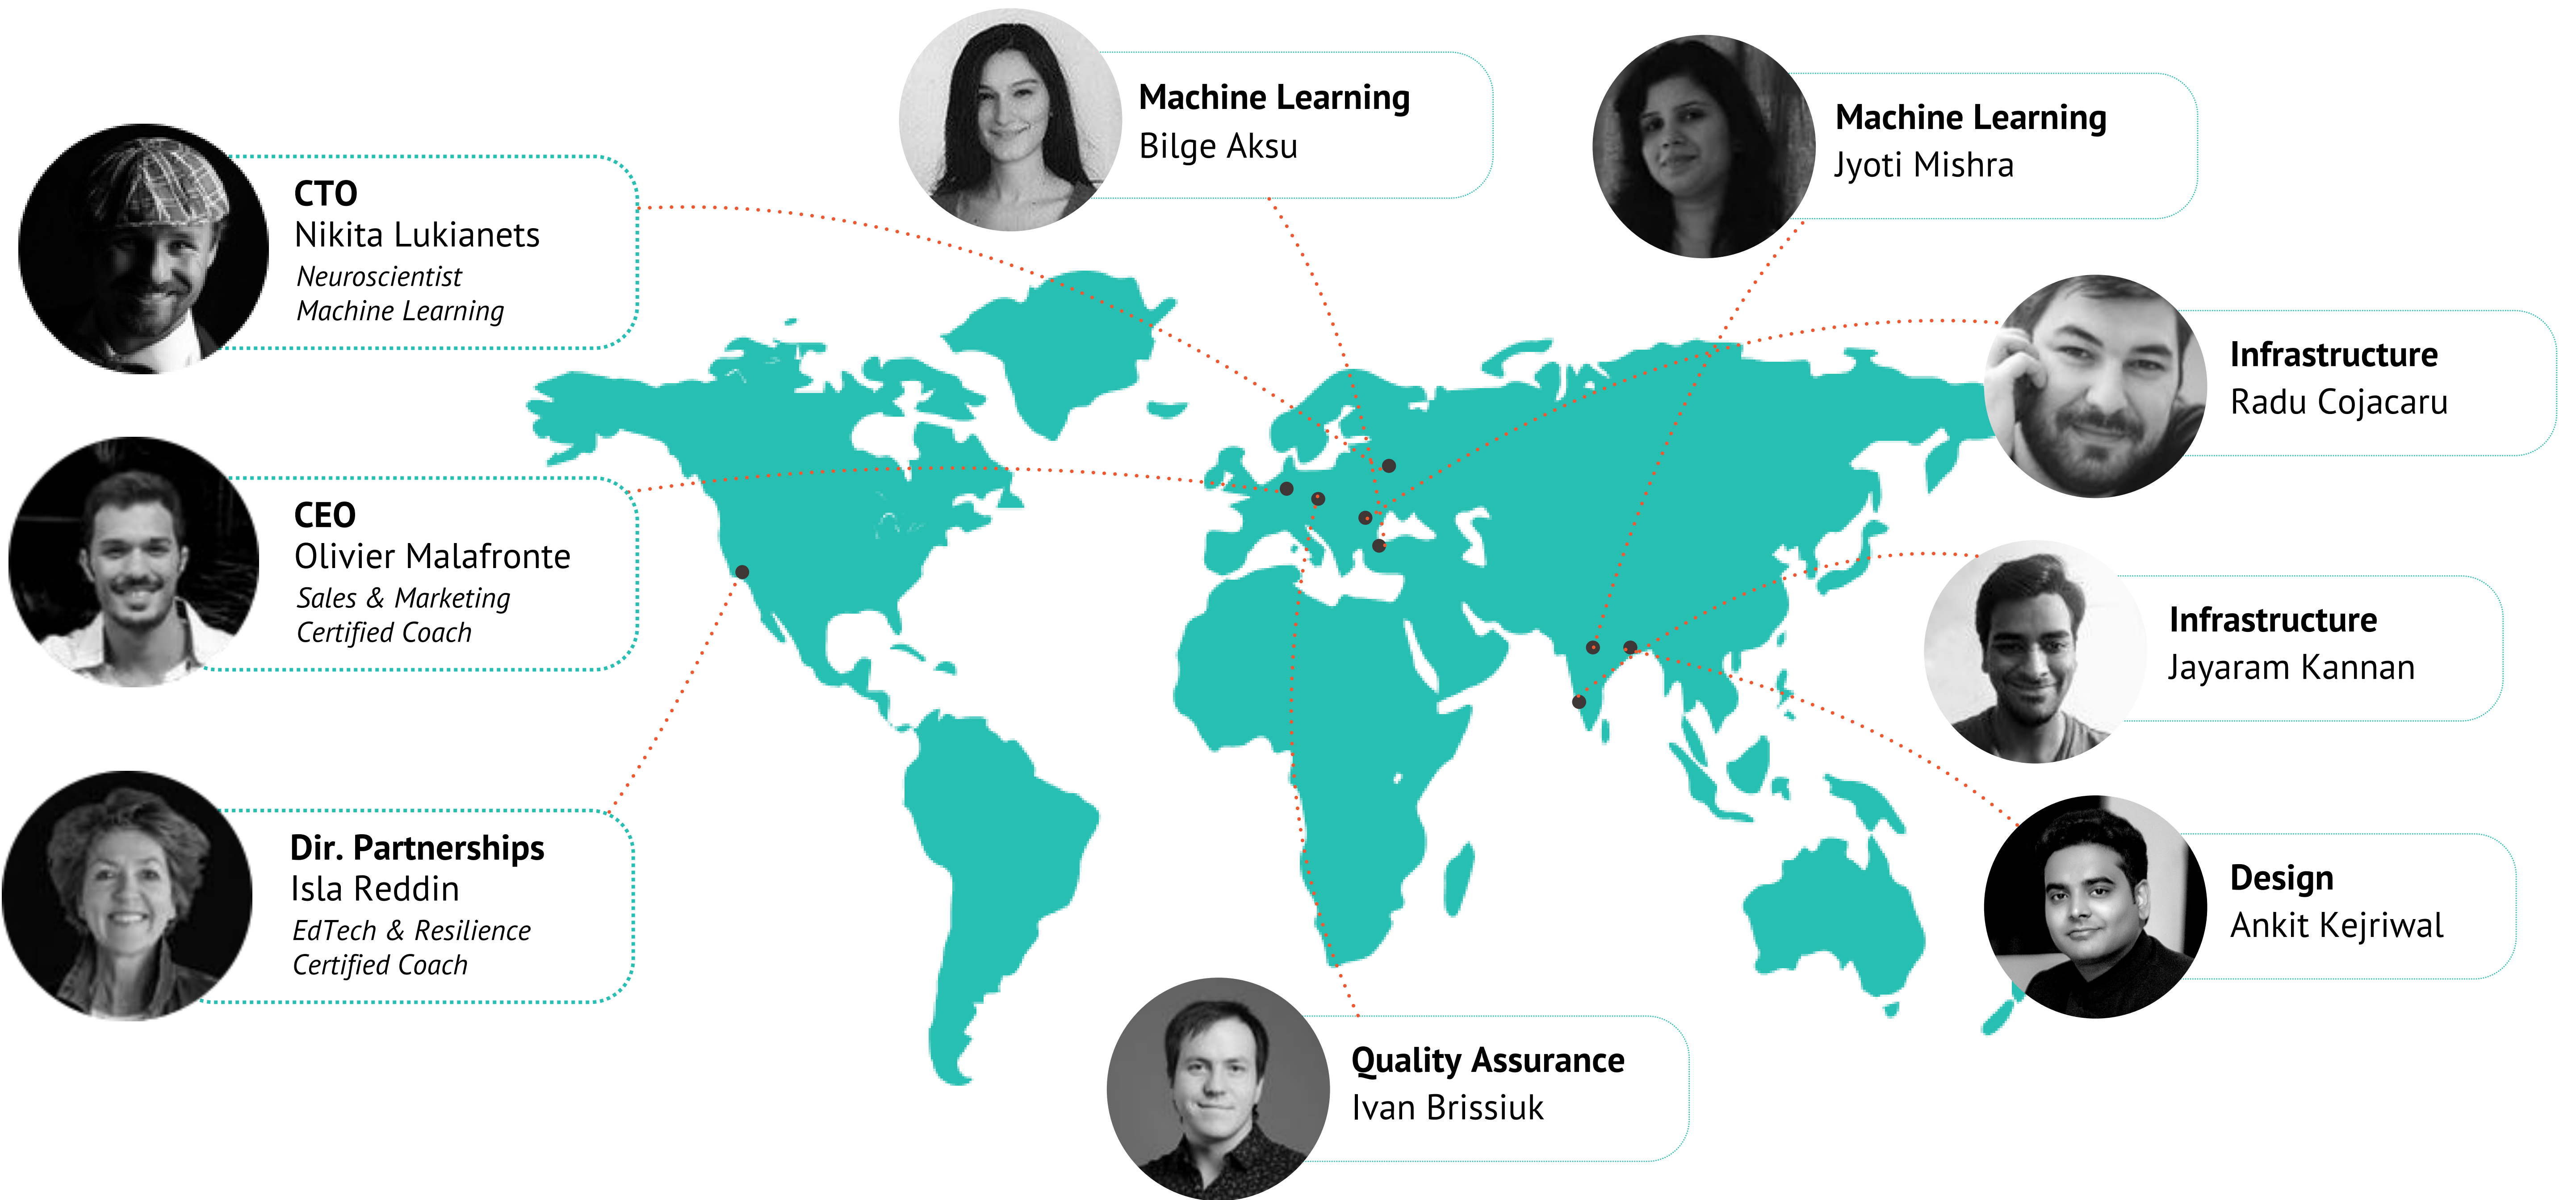 CTO
Nikita Lukianets
Neuroscientist
Machine Learning
CEO
Olivier Malafronte
Sales & Marketing
Certified Coach
Dir. Partnerships
Isla Reddin
EdTech & Resilience
Certified Coach
Machine Learning
Bilge Aksu
Machine Learning
Jyoti Mishra
Infrastructure
Radu Cojacaru
Infrastructure
Jayaram Kannan
Design
Ankit Kejriwal
Quality Assurance
Ivan Brissiuk